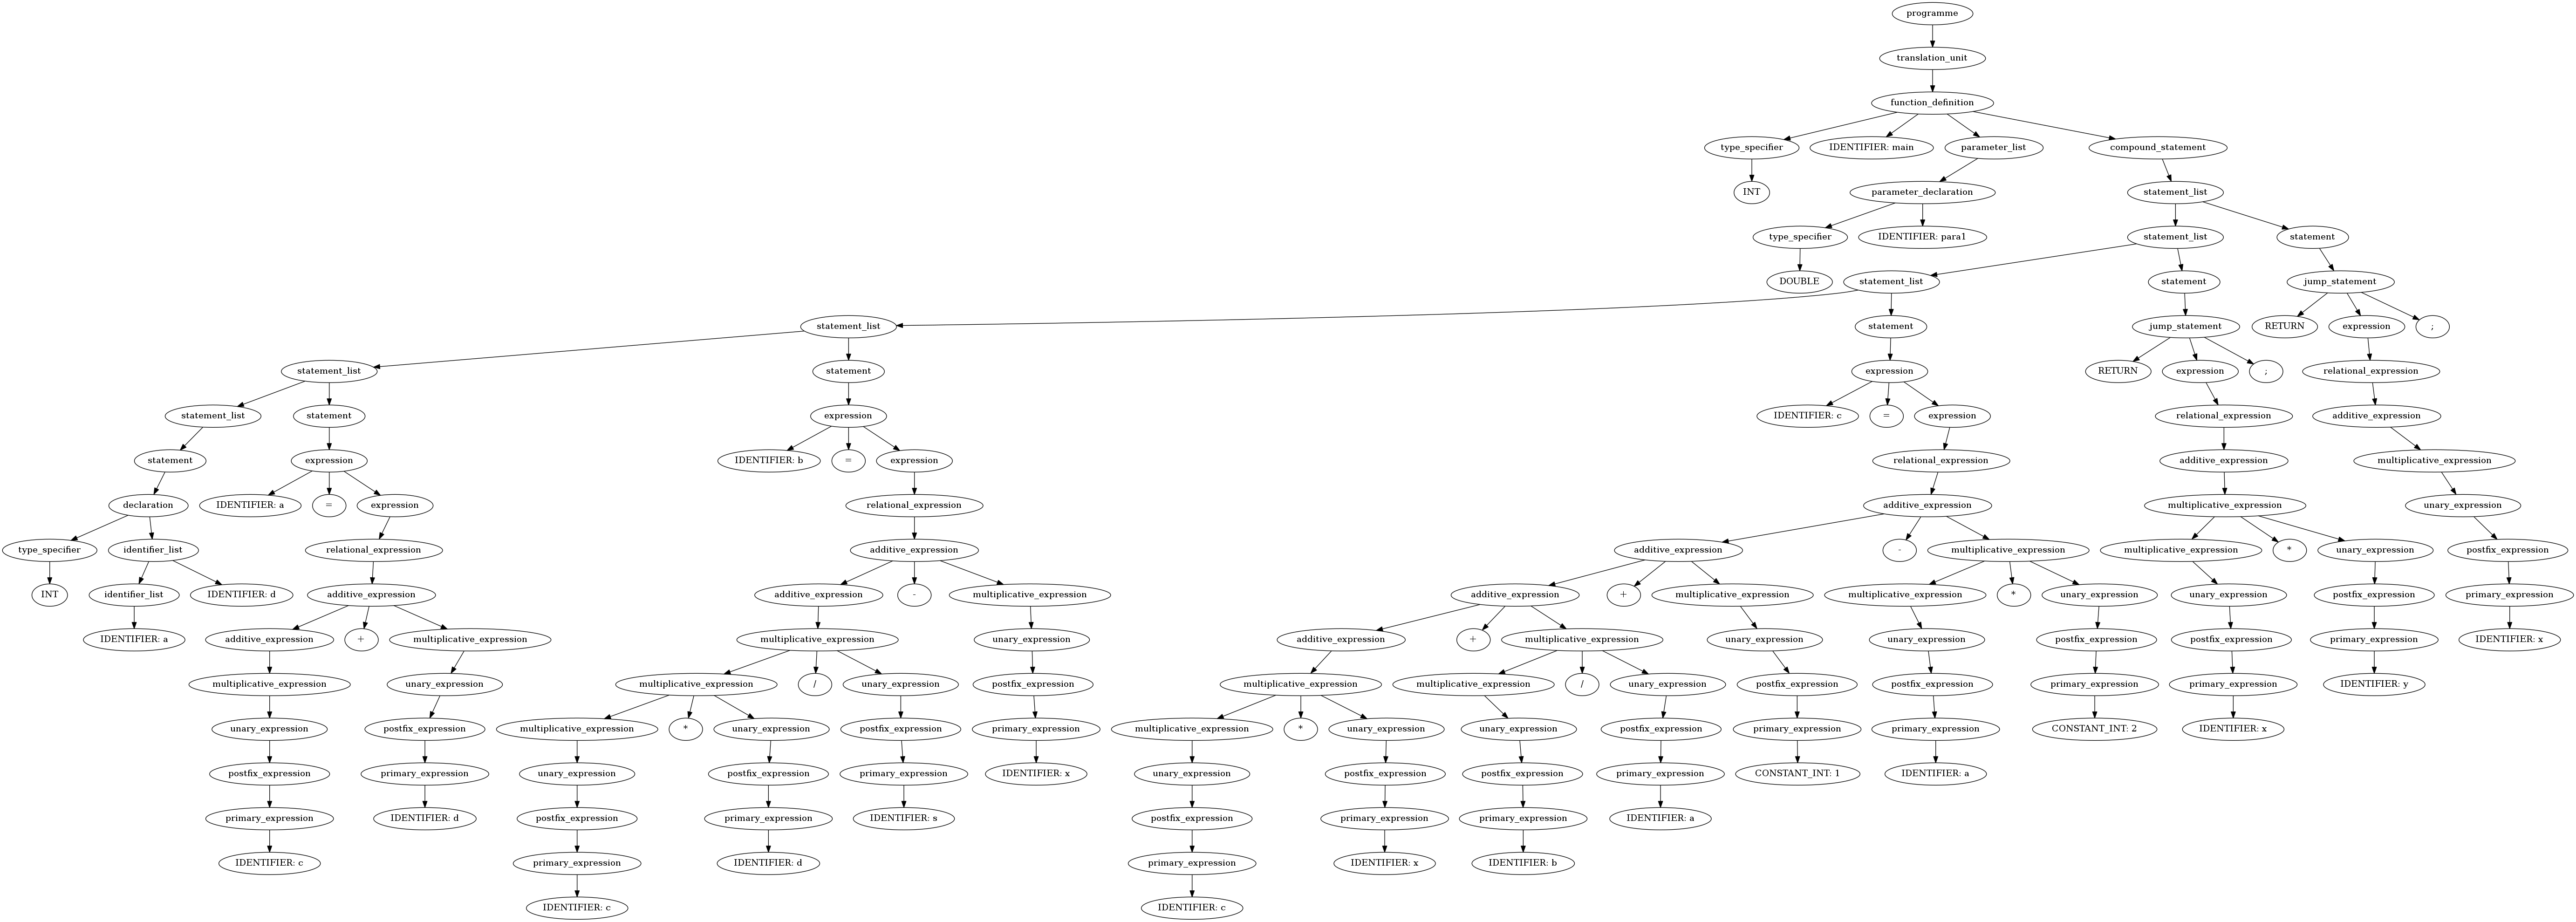 programme
translation_unit
function_definition
type_specifier IDENTIFIER: main parameter_list compound_statement
INT parameter_declaration statement_list
type_specifier IDENTIFIER: para1 statement_list statement
DOUBLE statement_list statement jump_statement
statement_list statement jump_statement RETURN expression ;
statement_list statement expression RETURN expression ; relational_expression
statement_list statement expression IDENTIFIER: c = expression relational_expression additive_expression
statement expression IDENTIFIER: b = expression relational_expression additive_expression multiplicative_expression
declaration IDENTIFIER: a = expression relational_expression additive_expression multiplicative_expression unary_expression
type_specifier identifier_list relational_expression additive_expression additive_expression - multiplicative_expression multiplicative_expression * unary_expression postfix_expression
INT identifier_list IDENTIFIER: d additive_expression additive_expression - multiplicative_expression additive_expression + multiplicative_expression multiplicative_expression * unary_expression unary_expression postfix_expression primary_expression
IDENTIFIER: a additive_expression + multiplicative_expression multiplicative_expression unary_expression additive_expression + multiplicative_expression unary_expression unary_expression postfix_expression postfix_expression primary_expression IDENTIFIER: x
multiplicative_expression unary_expression multiplicative_expression / unary_expression postfix_expression multiplicative_expression multiplicative_expression / unary_expression postfix_expression postfix_expression primary_expression primary_expression IDENTIFIER: y
unary_expression postfix_expression multiplicative_expression * unary_expression postfix_expression primary_expression multiplicative_expression * unary_expression unary_expression postfix_expression primary_expression primary_expression CONSTANT_INT: 2 IDENTIFIER: x
postfix_expression primary_expression unary_expression postfix_expression primary_expression IDENTIFIER: x unary_expression postfix_expression postfix_expression primary_expression CONSTANT_INT: 1 IDENTIFIER: a
primary_expression IDENTIFIER: d postfix_expression primary_expression IDENTIFIER: s postfix_expression primary_expression primary_expression IDENTIFIER: a
IDENTIFIER: c primary_expression IDENTIFIER: d primary_expression IDENTIFIER: x IDENTIFIER: b
IDENTIFIER: c IDENTIFIER: c